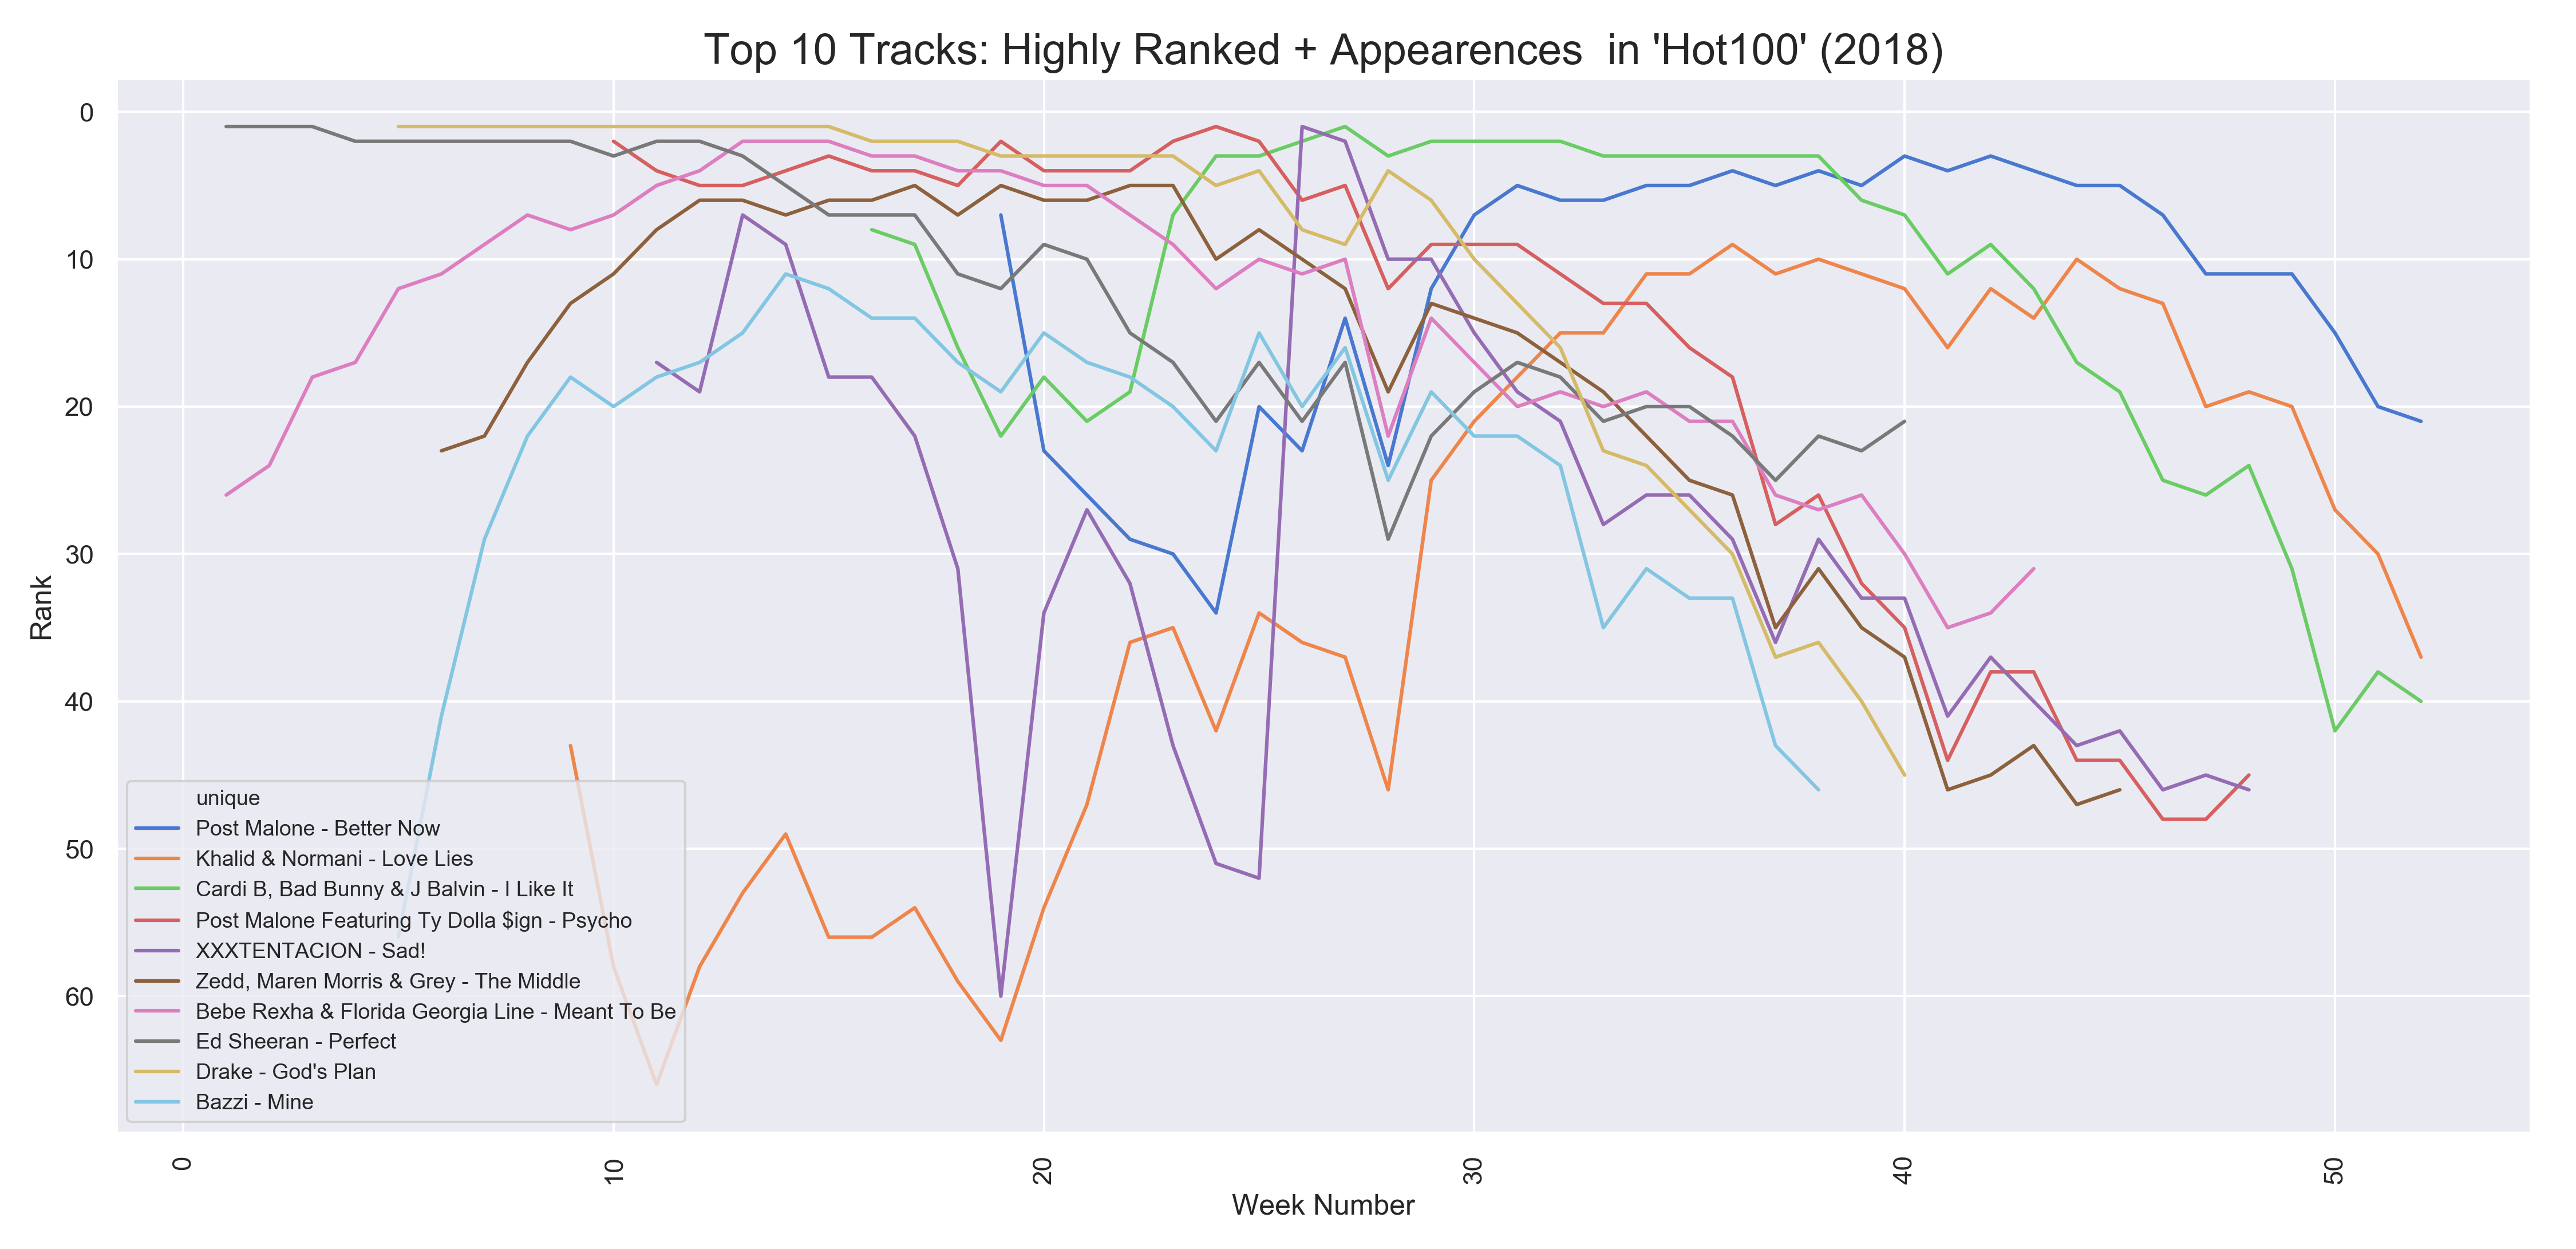 Top 10 Tracks: Highly Ranked + Appearences  in 'Hot100' (2018)
0
10
20
30
40
50
60
Rank
unique
Post Malone - Better Now
Khalid & Normani - Love Lies
Cardi B, Bad Bunny & J Balvin - I Like It
Post Malone Featuring Ty Dolla $ign - Psycho
XXXTENTACION - Sad!
Zedd, Maren Morris & Grey - The Middle
Bebe Rexha & Florida Georgia Line - Meant To Be
Ed Sheeran - Perfect
Drake - God's Plan
Bazzi - Mine
0
10
20
30
40
50
Week Number